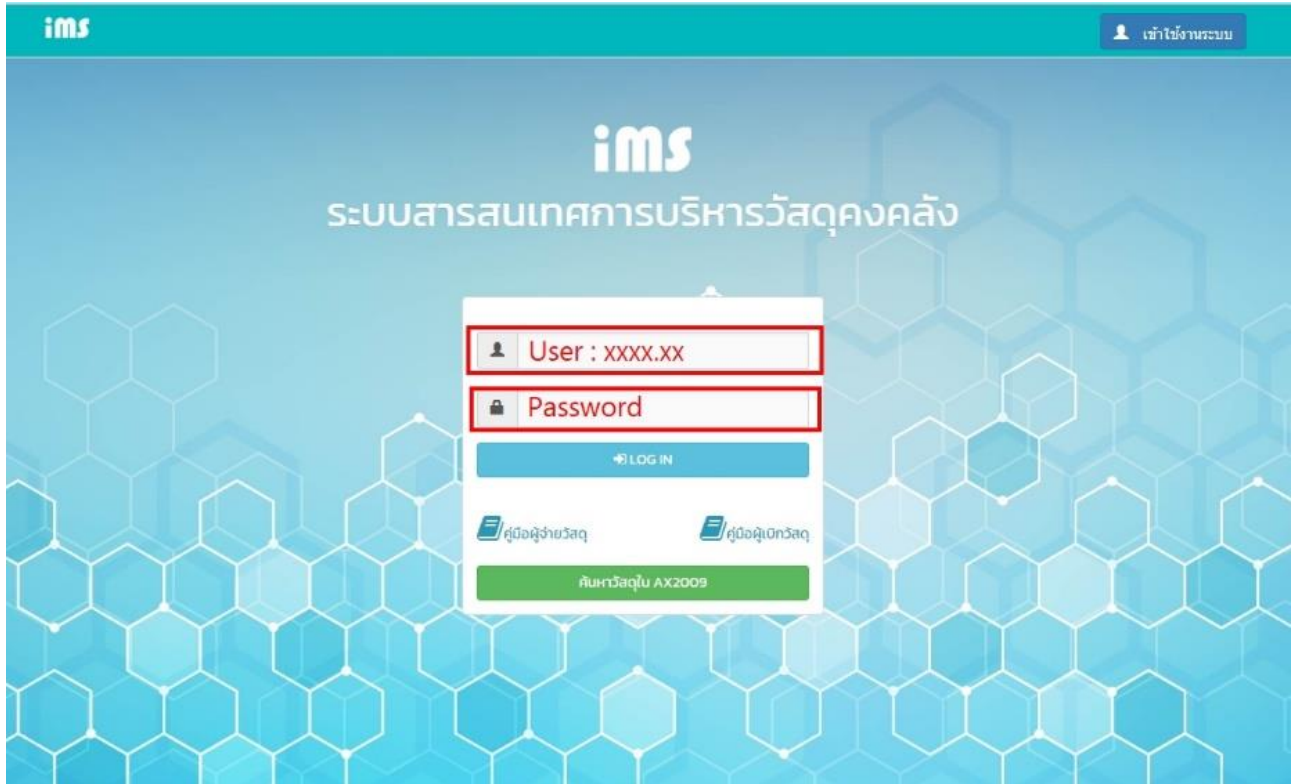 ims
เข้าใช้งานระบบ
ims
ระบบสารสนเทศการบริหารวัสดุคงคลัง
User : xxxx.xx
Password
LOG IN
คู่มือผู้จ่ายวัสดุ
คู่มือผู้เบิกวัสดุ
ค้นหาวัสดุใน AX2009